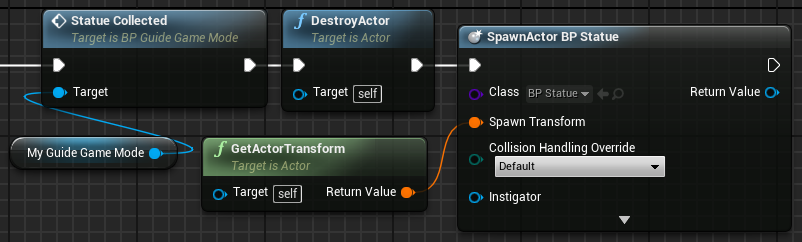 Statue Collected
Target is BP Guide Game Mode
Target
My Guide Game Mode
f DestroyActor
Target is Actor
Target self
f GetActorTransform
Target is Actor
Target self Return Value
SpawnActor BP Statue
Class BP Statue Return Value
Spawn Transform
Collision Handling Override
Default
Instigator